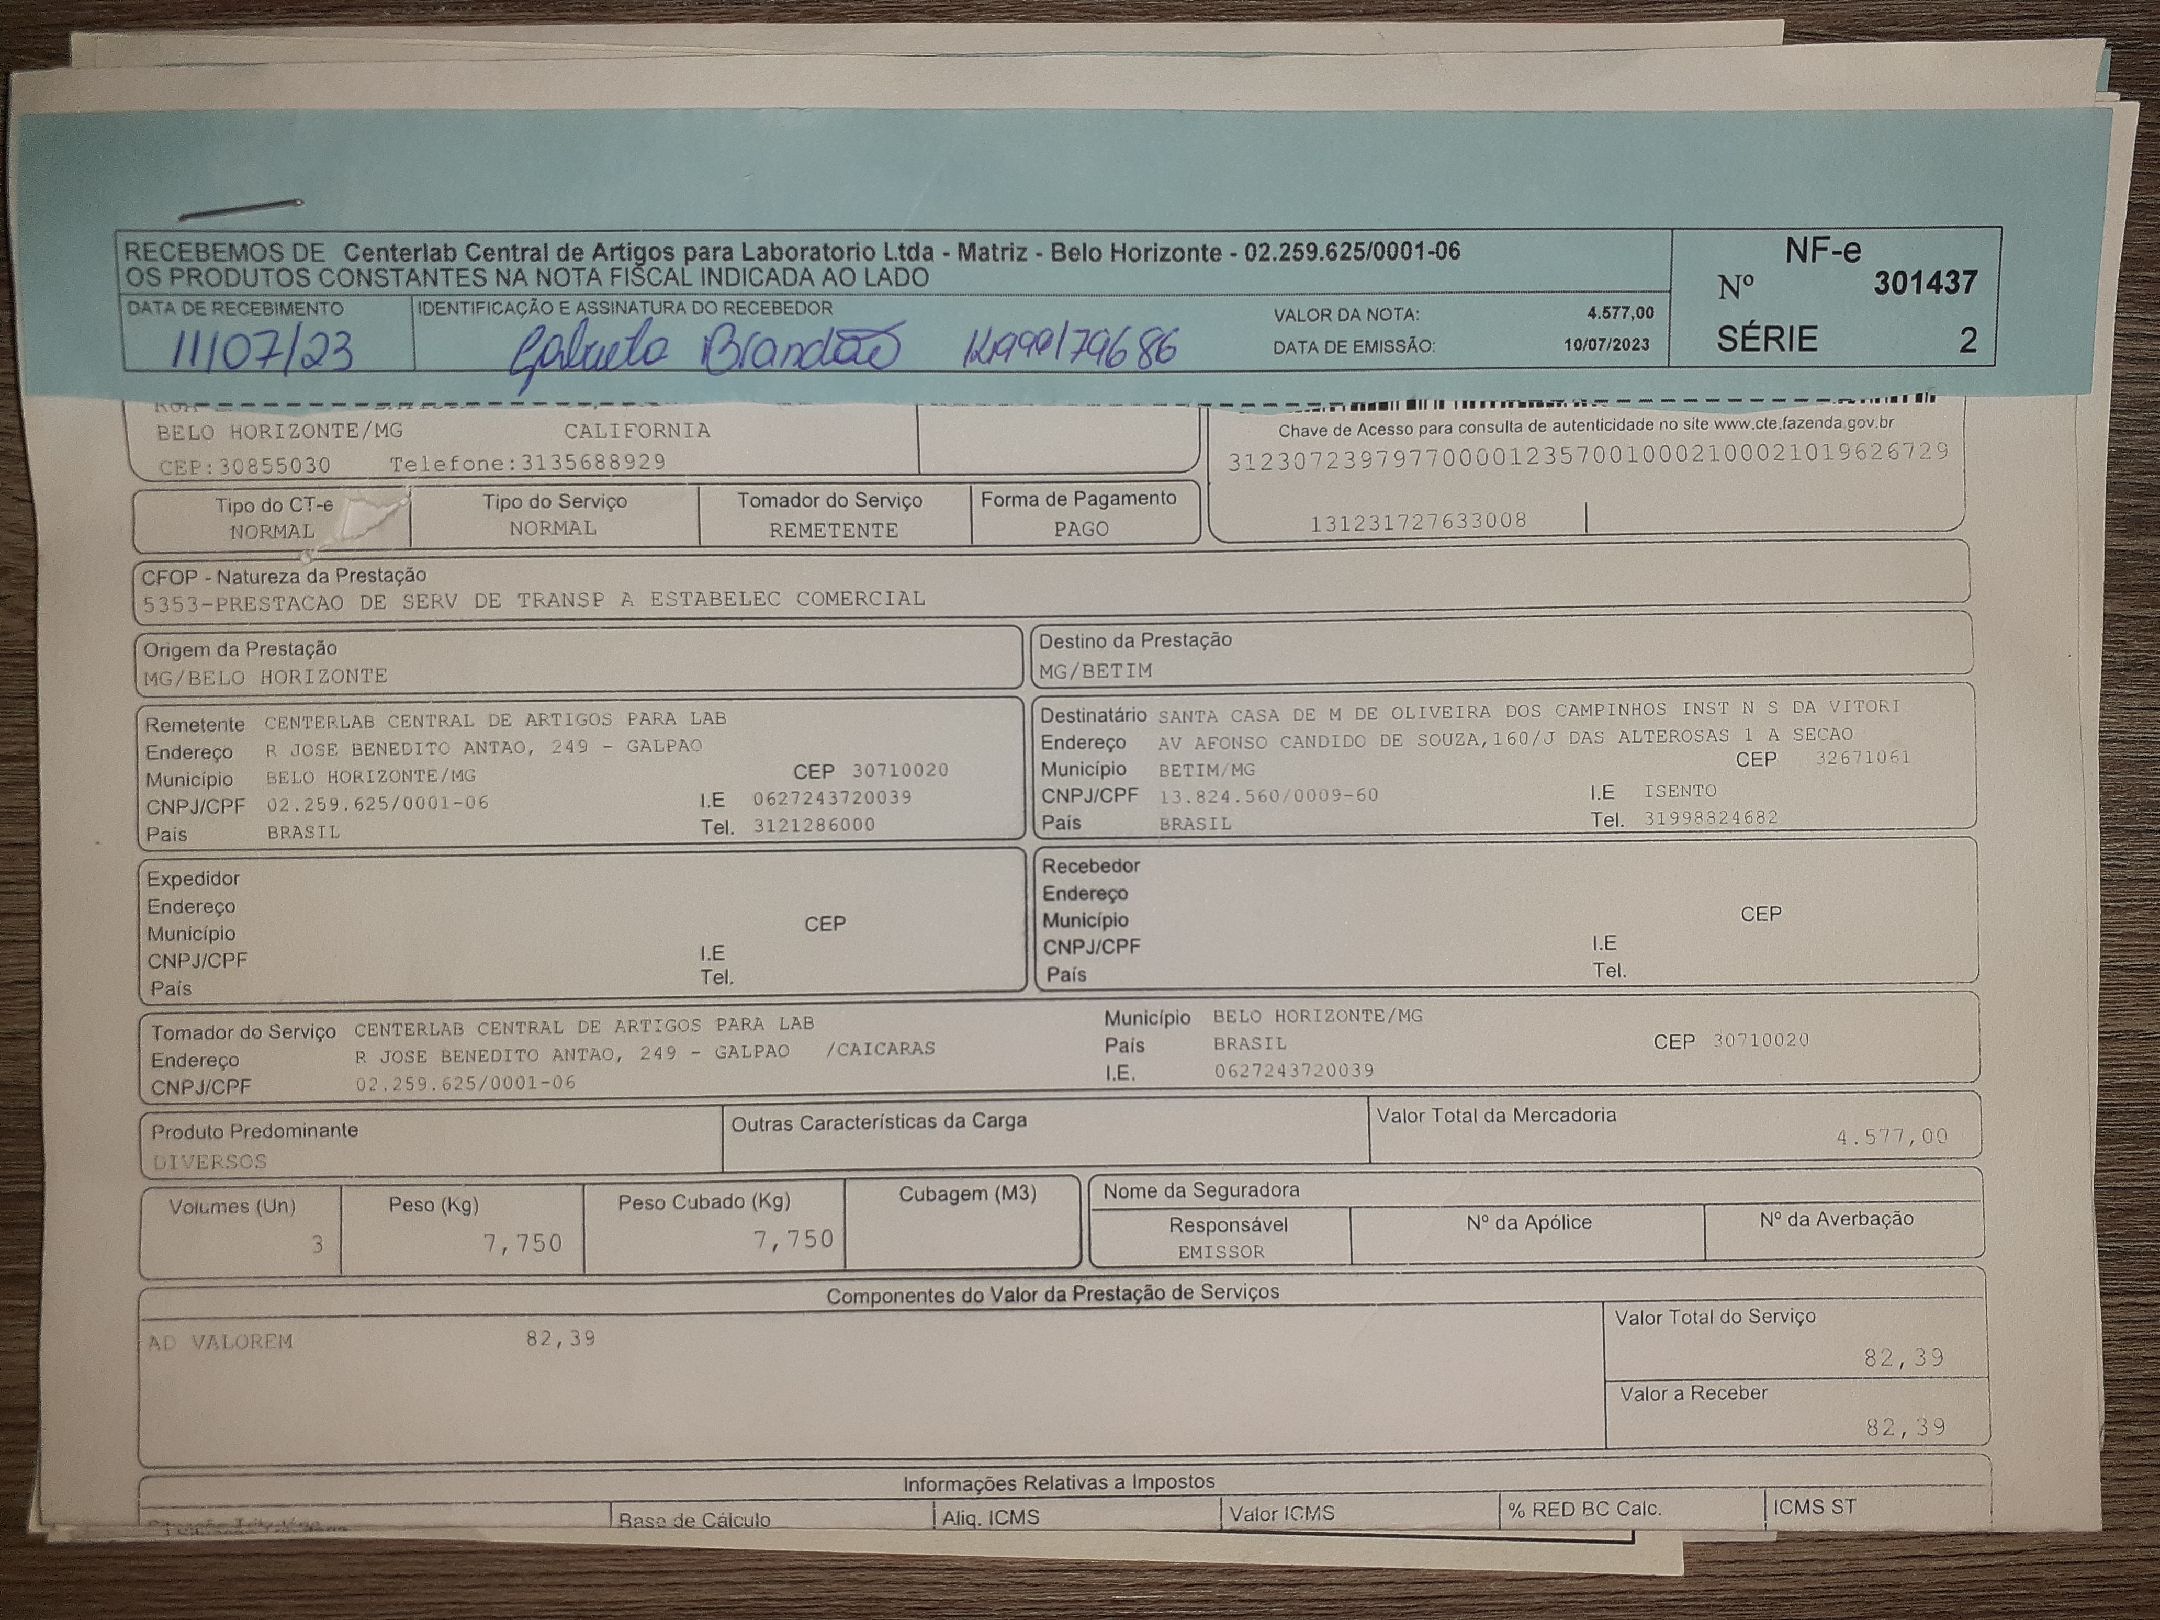 RECEBEMOS DE Centerlab Central de Artigos para Laboratorio Ltda - Matriz - Belo Horizonte - 02.259.625/0001-06
OS PRODUTOS CONSTANTES NA NOTA FISCAL INDICADA AO LADO
NF-e
Nº 301437
SÉRIE 2
DATA DE RECEBIMENTO
11/07/23
IDENTIFICAÇÃO E ASSINATURA DO RECEBEDOR
Brandão
VALOR DA NOTA: 4.577,00
DATA DE EMISSÃO: 10/07/2023
BELO HORIZONTE/MG CALIFORNIA
CEP:30855030 Telefone:3135688929
Chave de Acesso para consulta de autenticidade no site www.cte.fazenda.gov.br
31230723979770000123570010002100021019626729
131231727633008
Tipo do CT-e
NORMAL
Tipo do Serviço
NORMAL
Tomador do Serviço
REMETENTE
Forma de Pagamento
PAGO
CFOP - Natureza da Prestação
5353-PRESTACAO DE SERV DE TRANSP A ESTABELEC COMERCIAL
Origem da Prestação
MG/BELO HORIZONTE
Destino da Prestação
MG/BETIM
Remetente CENTERLAB CENTRAL DE ARTIGOS PARA LAB
Endereço R JOSE BENEDITO ANTAO, 249 - GALPAO
Município BELO HORIZONTE/MG CEP 30710020
CNPJ/CPF 02.259.625/0001-06 I.E 0627243720039
País BRASIL Tel. 3121286000
Destinatário SANTA CASA DE M DE OLIVEIRA DOS CAMPINHOS INST N S DA VITORI
Endereço AV AFONSO CANDIDO DE SOUZA,160/J DAS ALTEROSAS 1 A SECAO
Município BETIM/MG CEP 32671061
CNPJ/CPF 13.824.560/0009-60 I.E ISENTO
País BRASIL Tel. 31998824682
Expedidor
Endereço
Município CEP
CNPJ/CPF I.E
País Tel.
Recebedor
Endereço
Município CEP
CNPJ/CPF I.E
País Tel.
Tomador do Serviço CENTERLAB CENTRAL DE ARTIGOS PARA LAB Município BELO HORIZONTE/MG
Endereço R JOSE BENEDITO ANTAO, 249 - GALPAO /CAICARAS País BRASIL CEP 30710020
CNPJ/CPF 02.259.625/0001-06 I.E. 0627243720039
Produto Predominante
DIVERSOS
Outras Características da Carga
Valor Total da Mercadoria
4.577,00
Volumes (Un)
3
Peso (Kg)
7,750
Peso Cubado (Kg)
7,750
Cubagem (M3)
Nome da Seguradora
Responsável
EMISSOR
Nº da Apólice
Nº da Averbação
Componentes do Valor da Prestação de Serviços
AD VALOREM 82,39
Valor Total do Serviço
82,39
Valor a Receber
82,39
Informações Relativas a Impostos
Base de Cálculo Aliq. ICMS Valor ICMS % RED BC Calc. ICMS ST